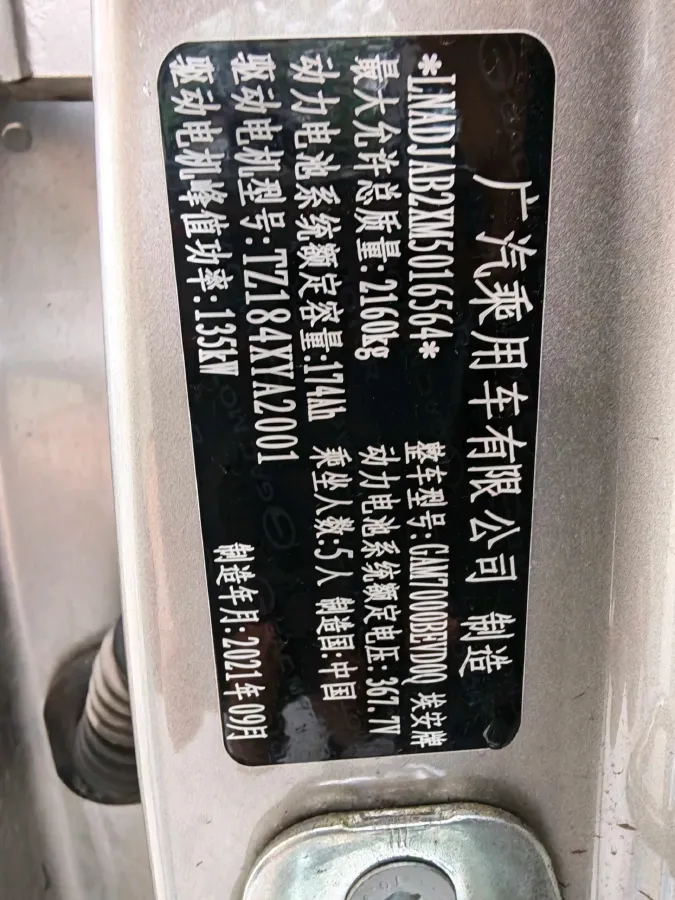 广汽乘用车有限公司 制造
*LNADJAB2XM5016564* 整车型号:GAM7000BEVD0Q 埃安牌
最大允许总质量:2160kg 动力电池系统额定电压:367.7V
动力电池系统额定容量:174Ah 乘坐人数:5人 制造国:中国
驱动电机型号:TZ184XYA2001
驱动电机峰值功率:135kW 制造年月:2021年09月